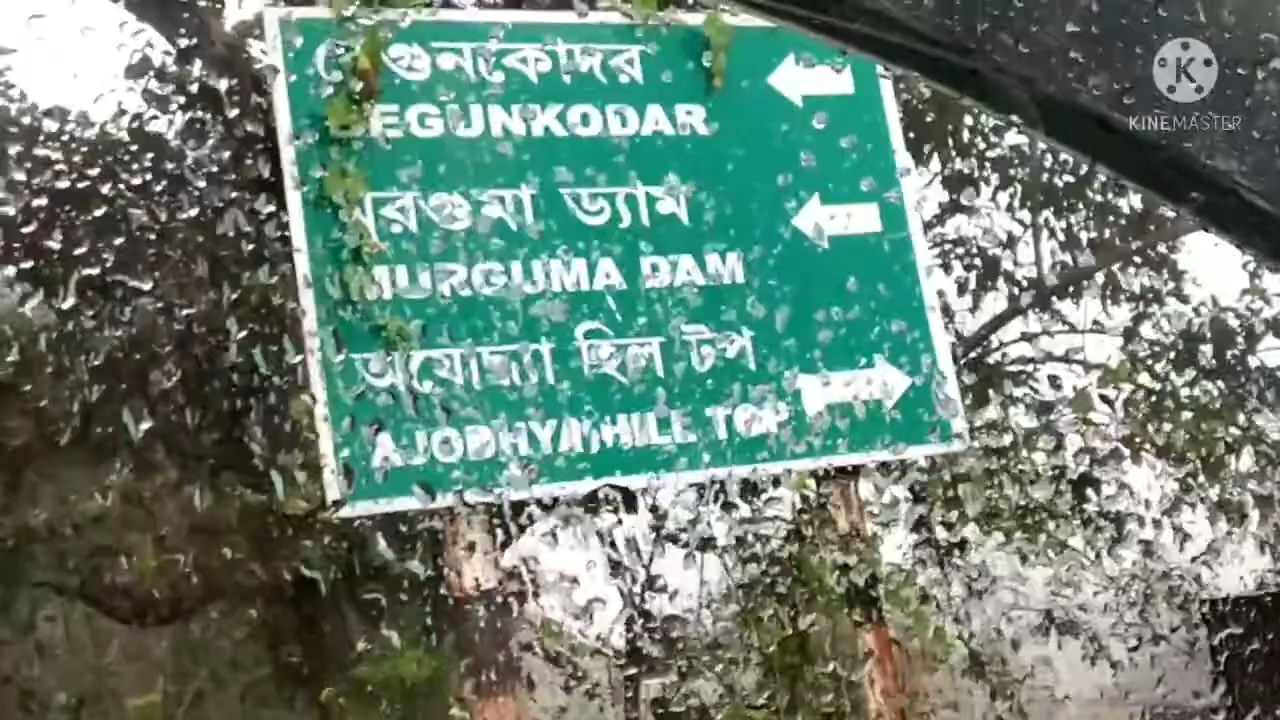 বেগুনকোদর
BEGUNKODAR
মুরগুমা ড্যাম
MURGUMA DAM
অযোধ্যা হিল টপ
AJODHYA HILL TOP
KINEMASTER